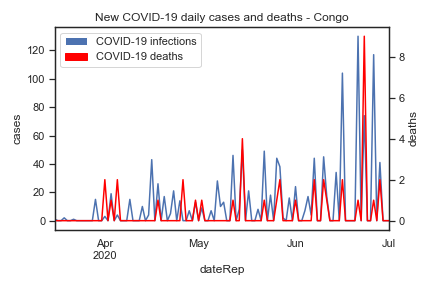 New COVID-19 daily cases and deaths - Congo
COVID-19 infections
COVID-19 deaths
120
100
80
60
40
20
0
cases
8
6
4
2
0
deaths
Apr
2020
May
Jun
Jul
dateRep